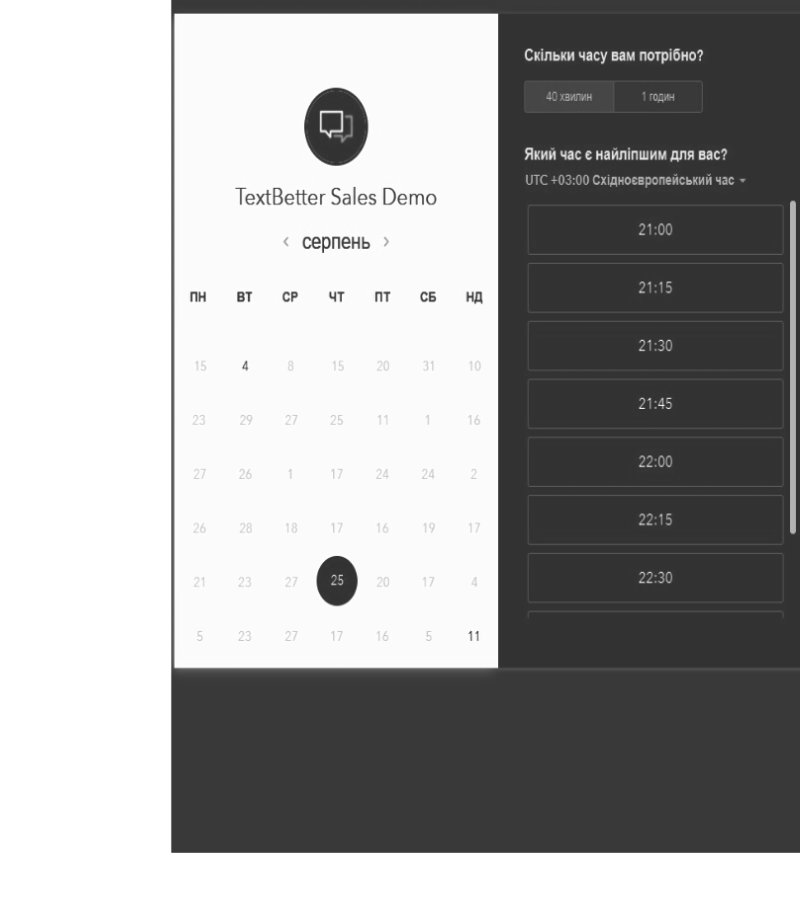 TextBetter Sales Demo
‹ серпень ›
ПН ВТ СР ЧТ ПТ СБ НД
15 4 8 15 20 31 10
23 29 27 25 11 1 16
27 26 1 17 24 24 2
26 28 18 17 16 19 17
21 23 27 25 20 17 4
5 23 27 17 16 5 11
Скільки часу вам потрібно?
40 хвилин 1 годин
Який час є найліпшим для вас?
UTC +03:00 Східноєвропейський час
21:00
21:15
21:30
21:45
22:00
22:15
22:30